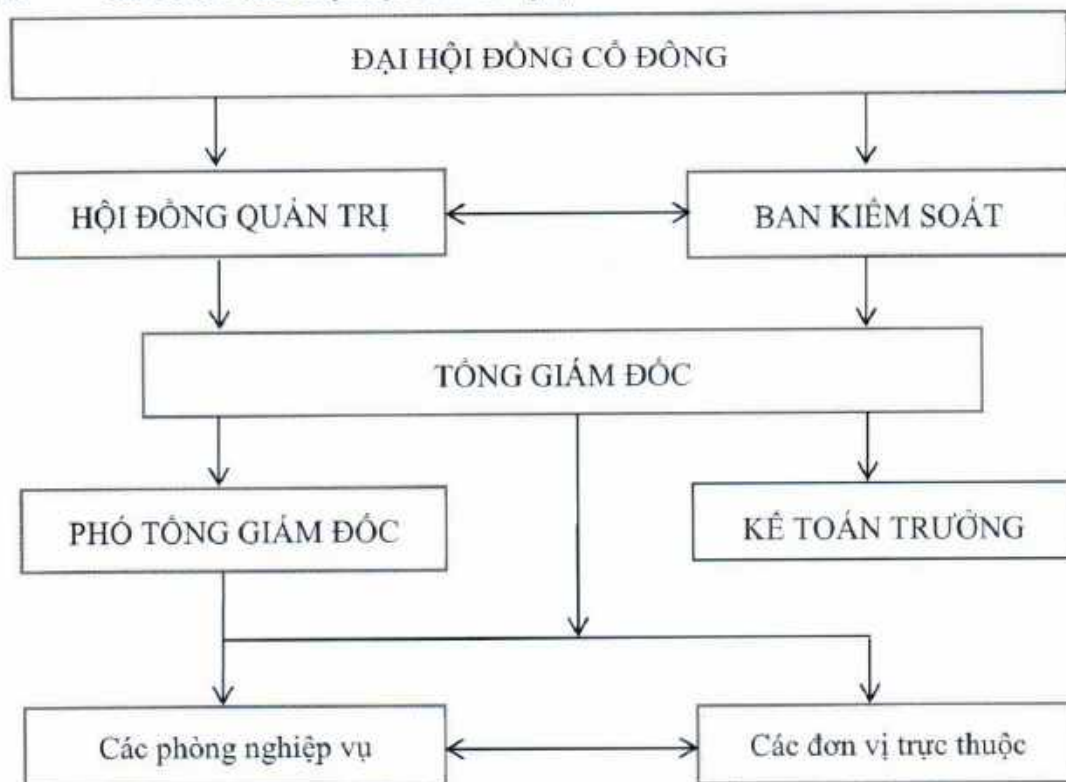 ĐẠI HỘI ĐỒNG CỔ ĐÔNG
HỘI ĐỒNG QUẢN TRỊ
BAN KIỂM SOÁT
TỔNG GIÁM ĐỐC
PHÓ TỔNG GIÁM ĐỐC
KẾ TOÁN TRƯỞNG
Các phòng nghiệp vụ
Các đơn vị trực thuộc